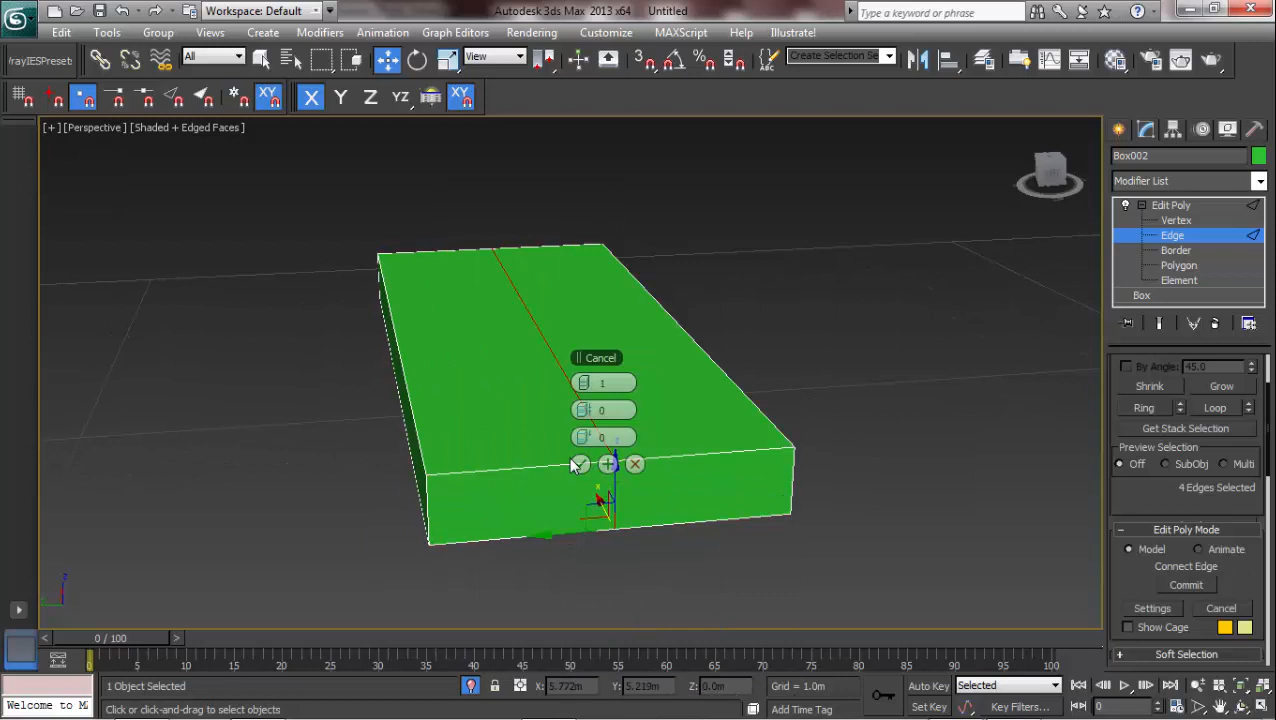 Workspace: Default
Autodesk 3ds Max 2013 x64
Untitled
Type a keyword or phrase
Edit
Tools
Group
Views
Create
Modifiers
Animation
Graph Editors
Rendering
Customize
MAXScript
Help
Illustrate!
rayIESPreset
All
View
3
Create Selection Se
X
Y
Z
YZ
XY
XY
[+] [Perspective] [Shaded + Edged Faces]
Box002
Modifier List
Edit Poly
Vertex
Edge
Border
Polygon
Element
Box
Cancel
1
0
0
By Angle: 45.0
Shrink
Grow
Ring
Loop
Get Stack Selection
Preview Selection
Off
SubObj
Multi
4 Edges Selected
Edit Poly Mode
Model
Animate
Connect Edge
Commit
Settings
Cancel
Show Cage
Soft Selection
z
x
z
0 / 100
0
5
10
15
20
25
30
35
40
45
50
55
60
65
70
75
80
85
90
95
100
1 Object Selected
X: 5.772m
Y: 5.219m
Z: 0.0m
Grid = 1.0m
Auto Key
Selected
Welcome to M
Click or click-and-drag to select objects
Add Time Tag
Set Key
Key Filters...
0